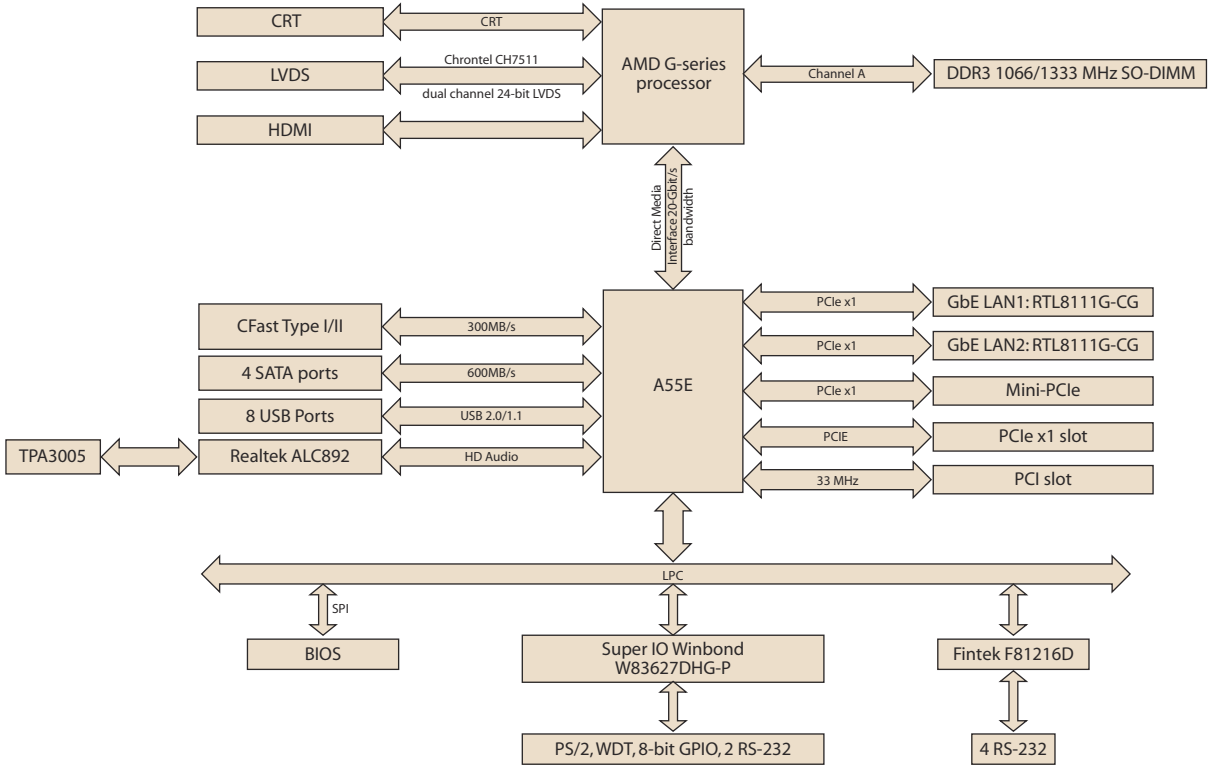 CRT
CRT
AMD G-series
processor
LVDS
Chrontel CH7511
dual channel 24-bit LVDS
Channel A
DDR3 1066/1333 MHz SO-DIMM
HDMI
Direct Media
Interface 20-Gbit/s
bandwidth
CFast Type I/II
300MB/s
4 SATA ports
600MB/s
8 USB Ports
USB 2.0/1.1
TPA3005
Realtek ALC892
HD Audio
A55E
PCIe x1
GbE LAN1: RTL8111G-CG
PCIe x1
GbE LAN2: RTL8111G-CG
PCIe x1
Mini-PCIe
PCIE
PCIe x1 slot
33 MHz
PCI slot
LPC
SPI
BIOS
Super IO Winbond
W83627DHG-P
Fintek F81216D
PS/2, WDT, 8-bit GPIO, 2 RS-232
4 RS-232